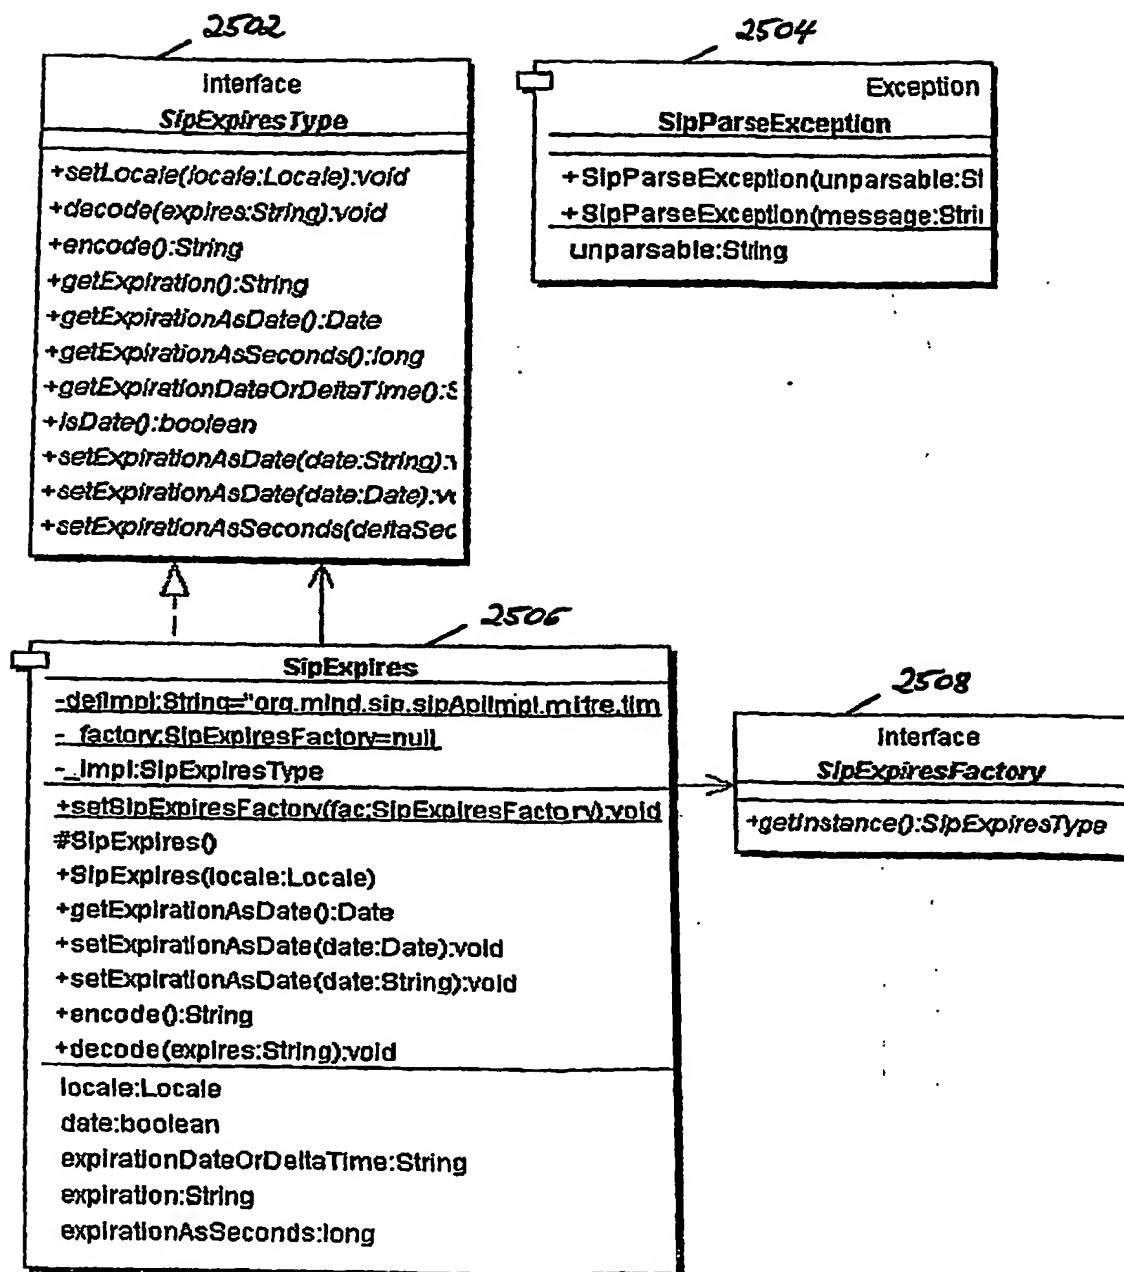 2502
interface
SipExpiresType
+setLocale(locale:Locale):void
+decode(expires:String):void
+encode():String
+getExpiration():String
+getExpirationAsDate():Date
+getExpirationAsSeconds():long
+getExpirationDateOrDeltaTime():S
+isDate():boolean
+setExpirationAsDate(date:String):v
+setExpirationAsDate(date:Date):vo
+setExpirationAsSeconds(deltaSec
2504
Exception
SipParseException
+SipParseException(unparsable:St
+SipParseException(message:Strin
unparsable:String
2506
SipExpires
-defImpl:String="org.mind.sip.sipApiImpl.mitre.tim
-_factory:SipExpiresFactory=null
-_impl:SipExpiresType
+setSipExpiresFactory(fac:SipExpiresFactory):void
#SipExpires()
+SipExpires(locale:Locale)
+getExpirationAsDate():Date
+setExpirationAsDate(date:Date):void
+setExpirationAsDate(date:String):void
+encode():String
+decode(expires:String):void
locale:Locale
date:boolean
expirationDateOrDeltaTime:String
expiration:String
expirationAsSeconds:long
2508
interface
SipExpiresFactory
+getInstance():SipExpiresType